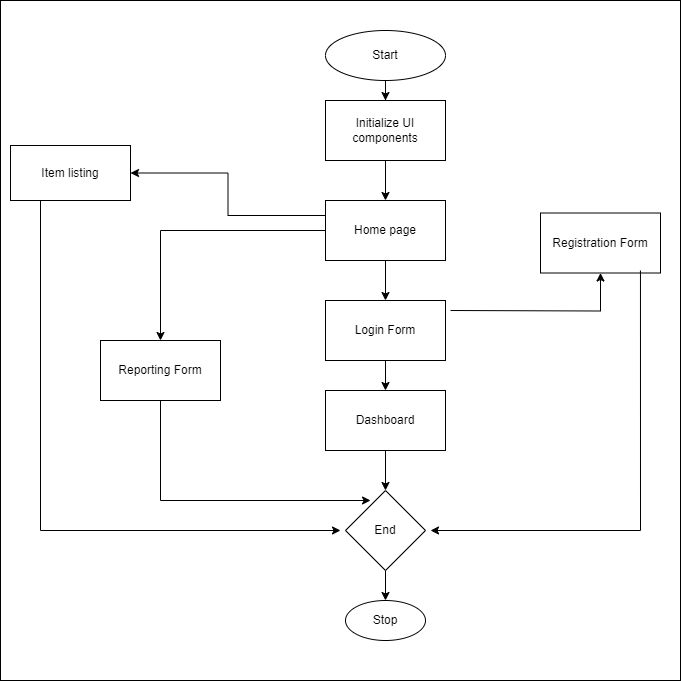 Start
Initialize UI
components
Item listing
Home page
Registration Form
Login Form
Reporting Form
Dashboard
End
Stop